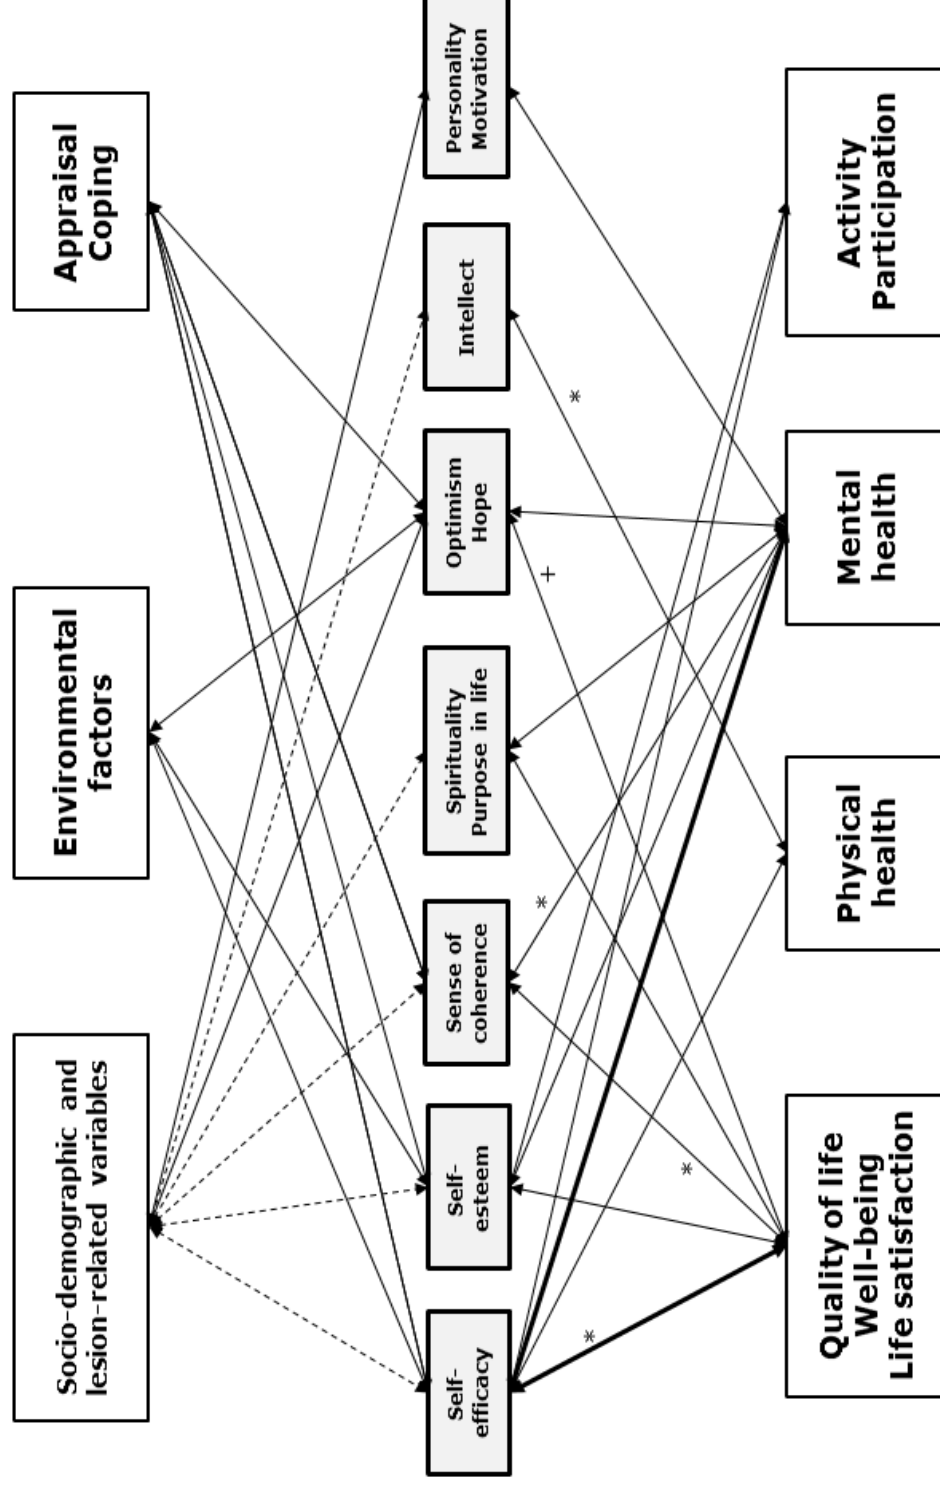 Socio-demographic and
lesion-related variables
Environmental
factors
Appraisal
Coping
Self-
efficacy
Self-
esteem
Sense of
coherence
Spirituality
Purpose in life
Optimism
Hope
Intellect
Personality
Motivation
*
*
*
+
*
Quality of life
Well-being
Life satisfaction
Physical
health
Mental
health
Activity
Participation